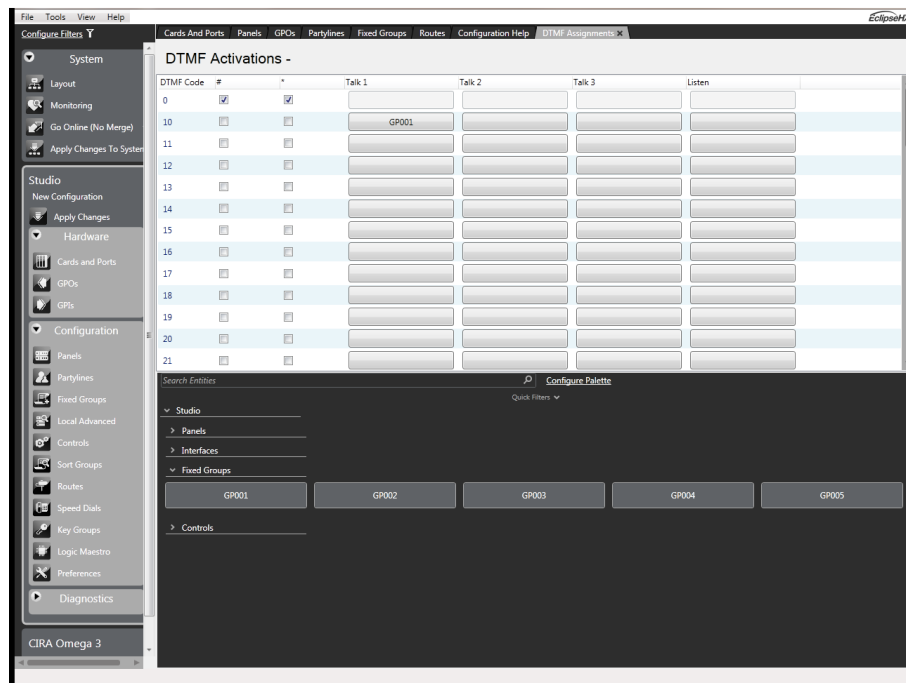 File Tools View Help
EclipseH
Configure Filters
Cards And Ports Panels GPOs Partylines Fixed Groups Routes Configuration Help DTMF Assignments
System
Layout
Monitoring
Go Online (No Merge)
Apply Changes To System
Studio
New Configuration
Apply Changes
Hardware
Cards and Ports
GPOs
GPIs
Configuration
Panels
Partylines
Fixed Groups
Local Advanced
Controls
Sort Groups
Routes
Speed Dials
Key Groups
Logic Maestro
Preferences
Diagnostics
CIRA Omega 3
DTMF Activations -
DTMF Code # * Talk 1 Talk 2 Talk 3 Listen
0
10 GP001
11
12
13
14
15
16
17
18
19
20
21
Search Entities Configure Palette
Quick Filters
Studio
Panels
Interfaces
Fixed Groups
GP001 GP002 GP003 GP004 GP005
Controls